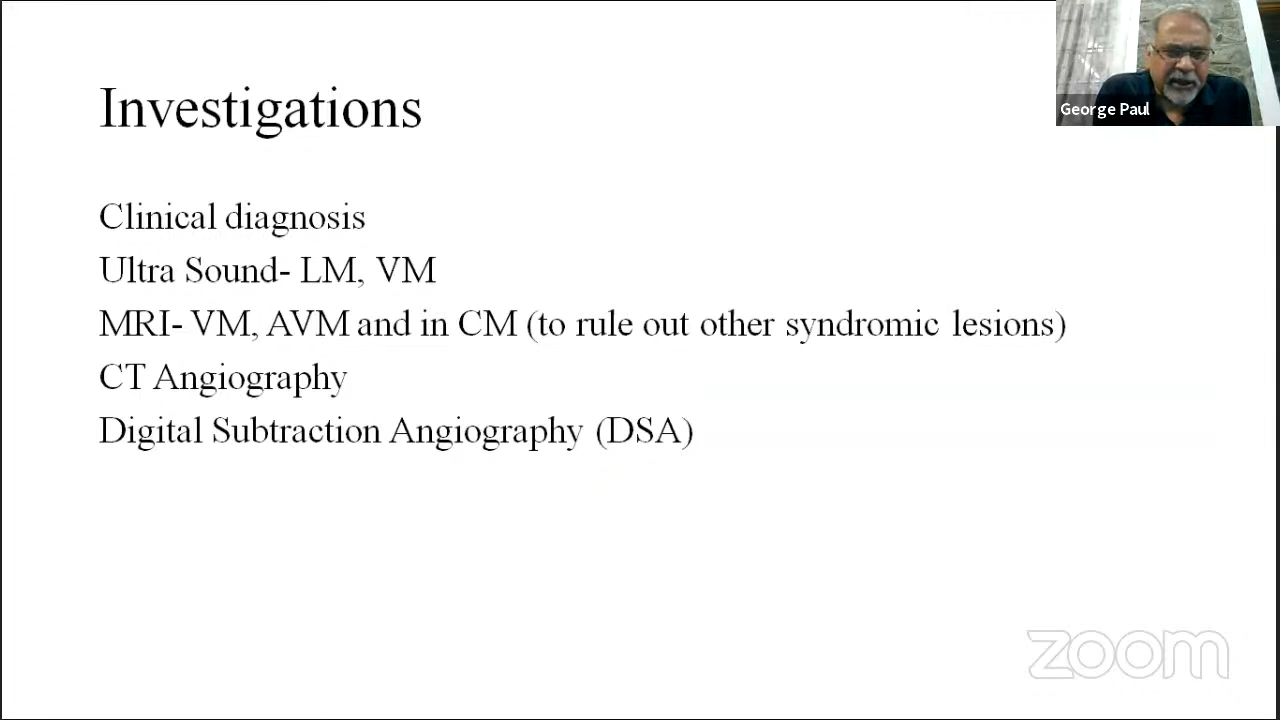 Investigations
George Paul
Clinical diagnosis
Ultra Sound- LM, VM
MRI- VM, AVM and in CM (to rule out other syndromic lesions)
CT Angiography
Digital Subtraction Angiography (DSA)
zoom